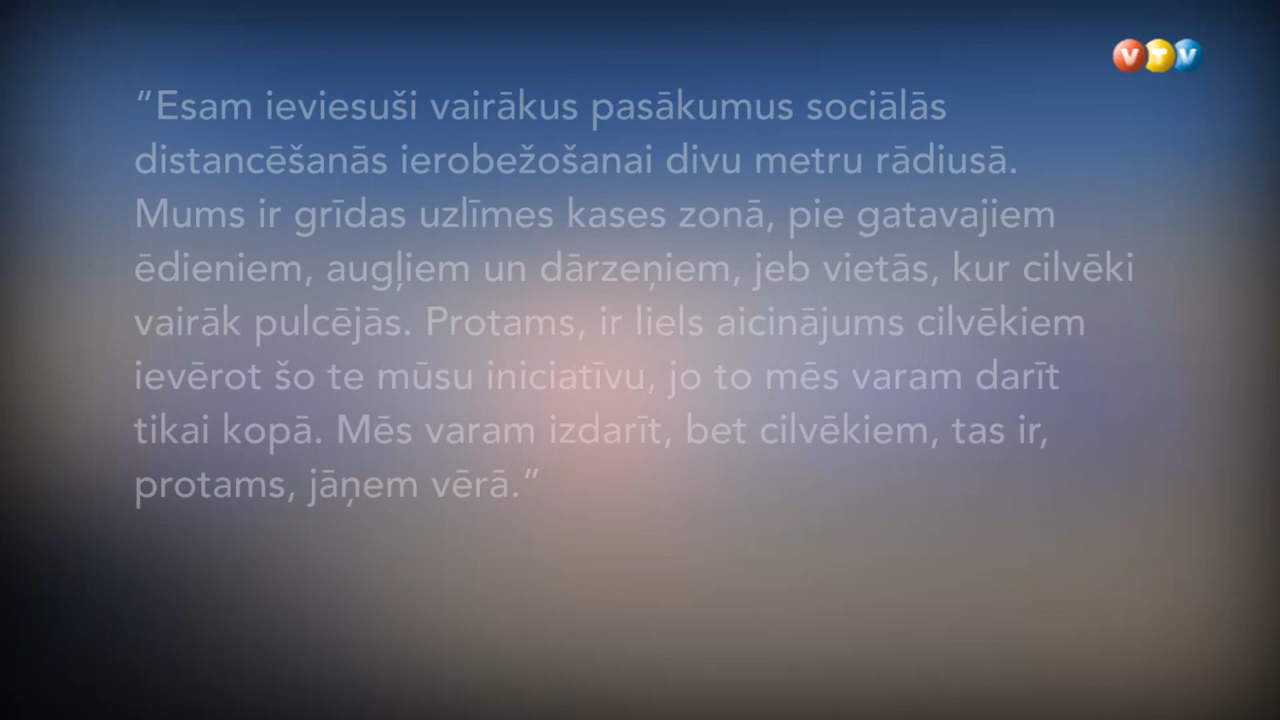 VTV
“Esam ieviesuši vairākus pasākumus sociālās
distancēšanās ierobežošanai divu metru rādiusā.
Mums ir grīdas uzlīmes kases zonā, pie gatavajiem
ēdieniem, augļiem un dārzeņiem, jeb vietās, kur cilvēki
vairāk pulcējās. Protams, ir liels aicinājums cilvēkiem
ievērot šo te mūsu iniciatīvu, jo to mēs varam darīt
tikai kopā. Mēs varam izdarīt, bet cilvēkiem, tas ir,
protams, jāņem vērā.“